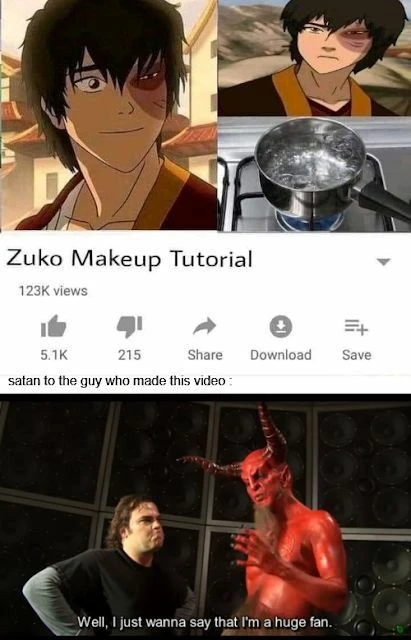 Zuko Makeup Tutorial
123K views
5.1K 215 Share Download Save
satan to the guy who made this video :
Well, I just wanna say that I'm a huge fan.